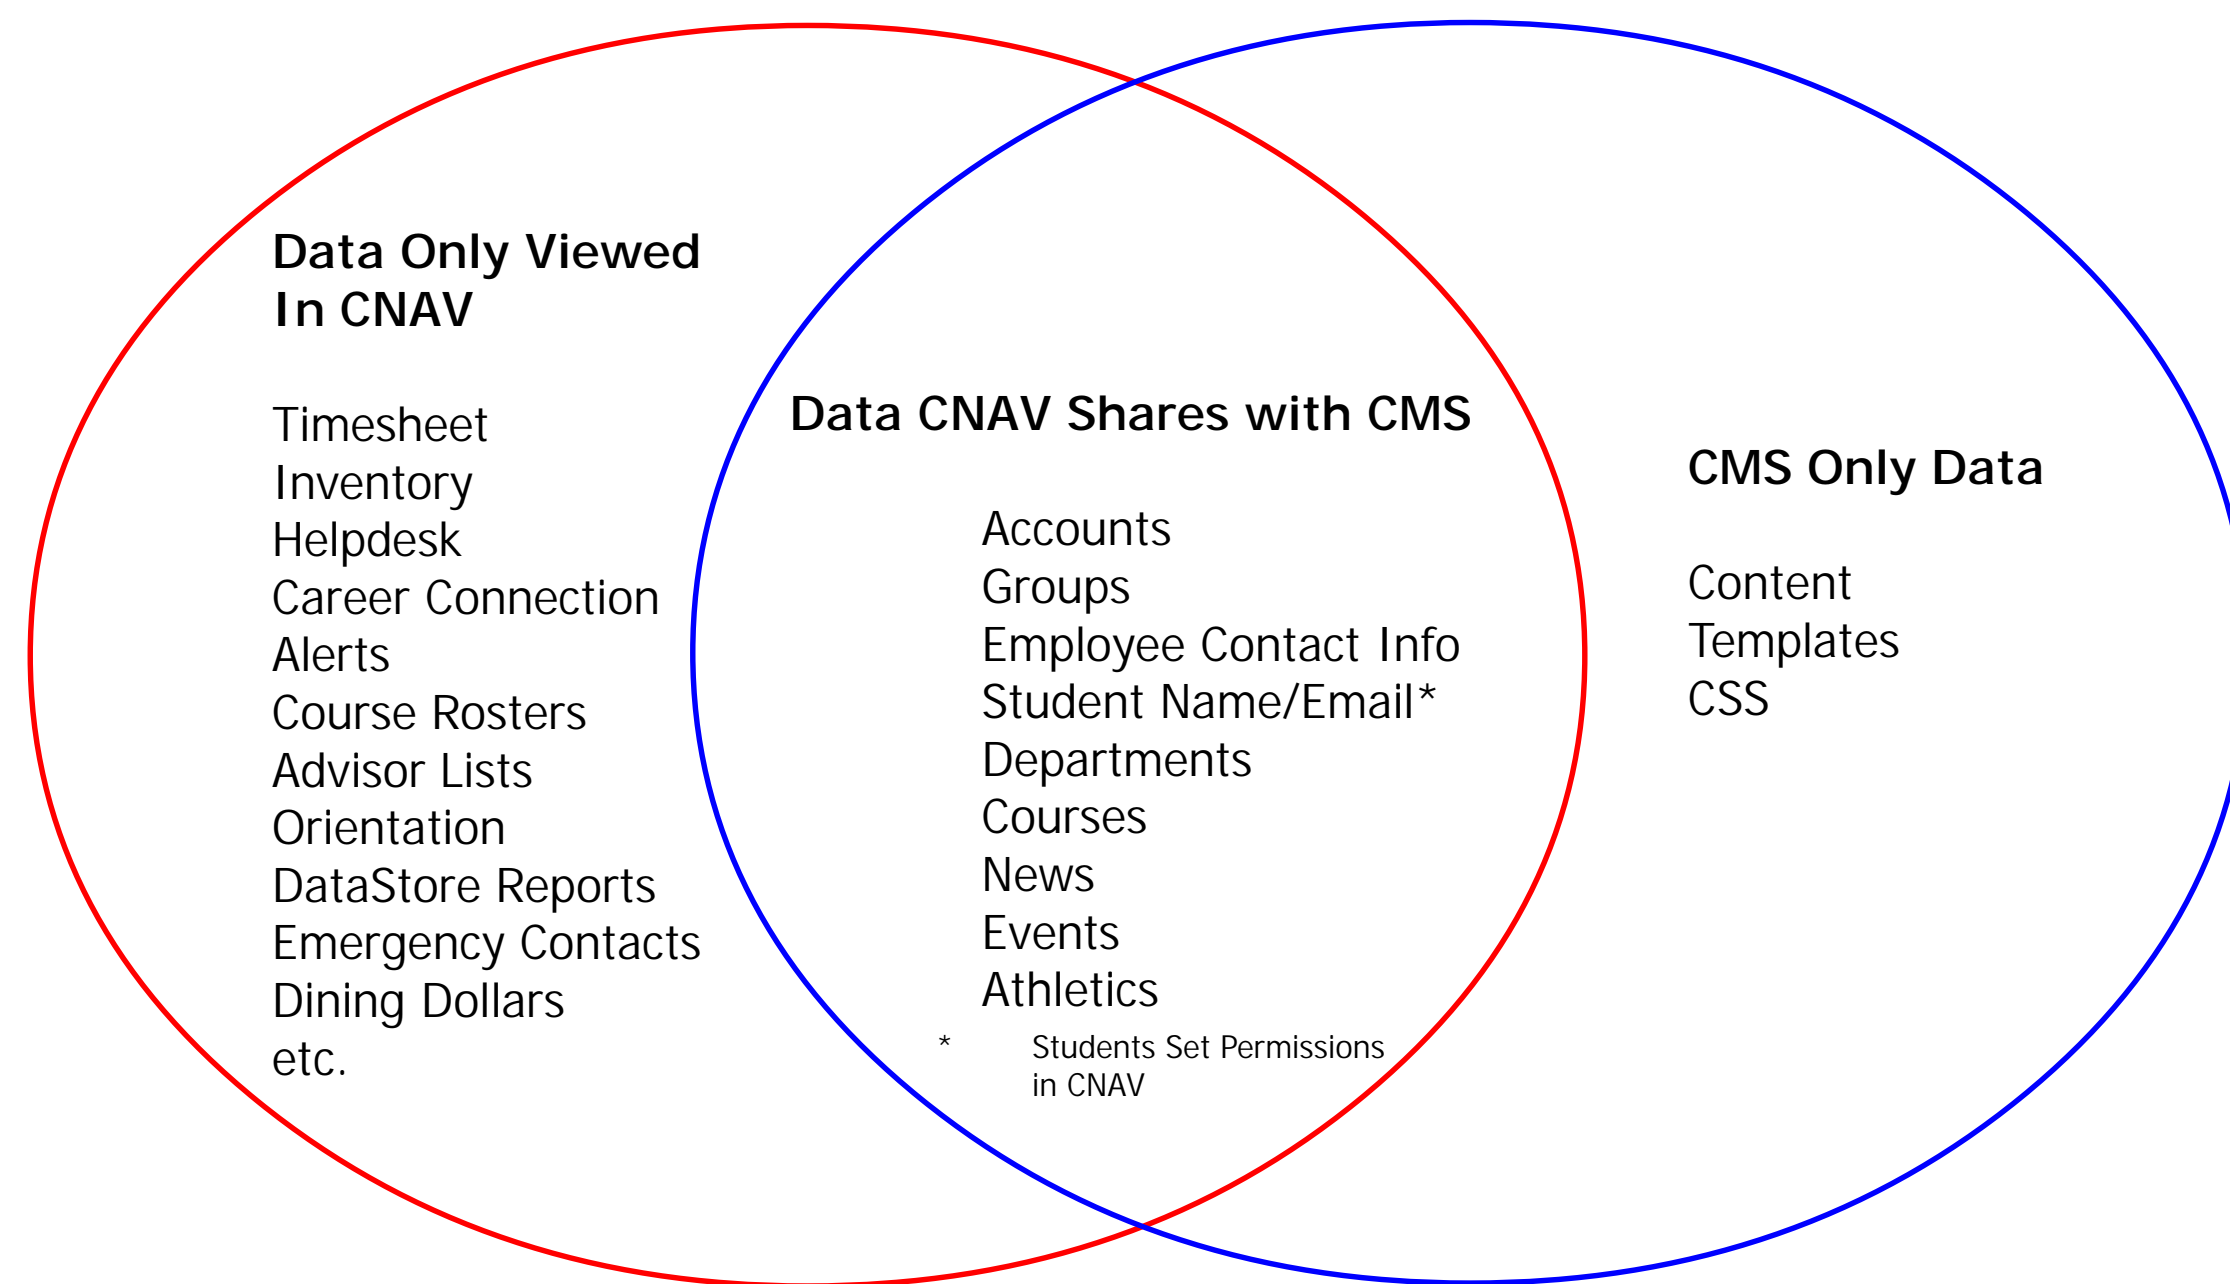 Data Only Viewed
In CNAV
Timesheet
Inventory
Helpdesk
Career Connection
Alerts
Course Rosters
Advisor Lists
Orientation
DataStore Reports
Emergency Contacts
Dining Dollars
etc.
Data CNAV Shares with CMS
Accounts
Groups
Employee Contact Info
Student Name/Email*
Departments
Courses
News
Events
Athletics
* Students Set Permissions
in CNAV
CMS Only Data
Content
Templates
CSS